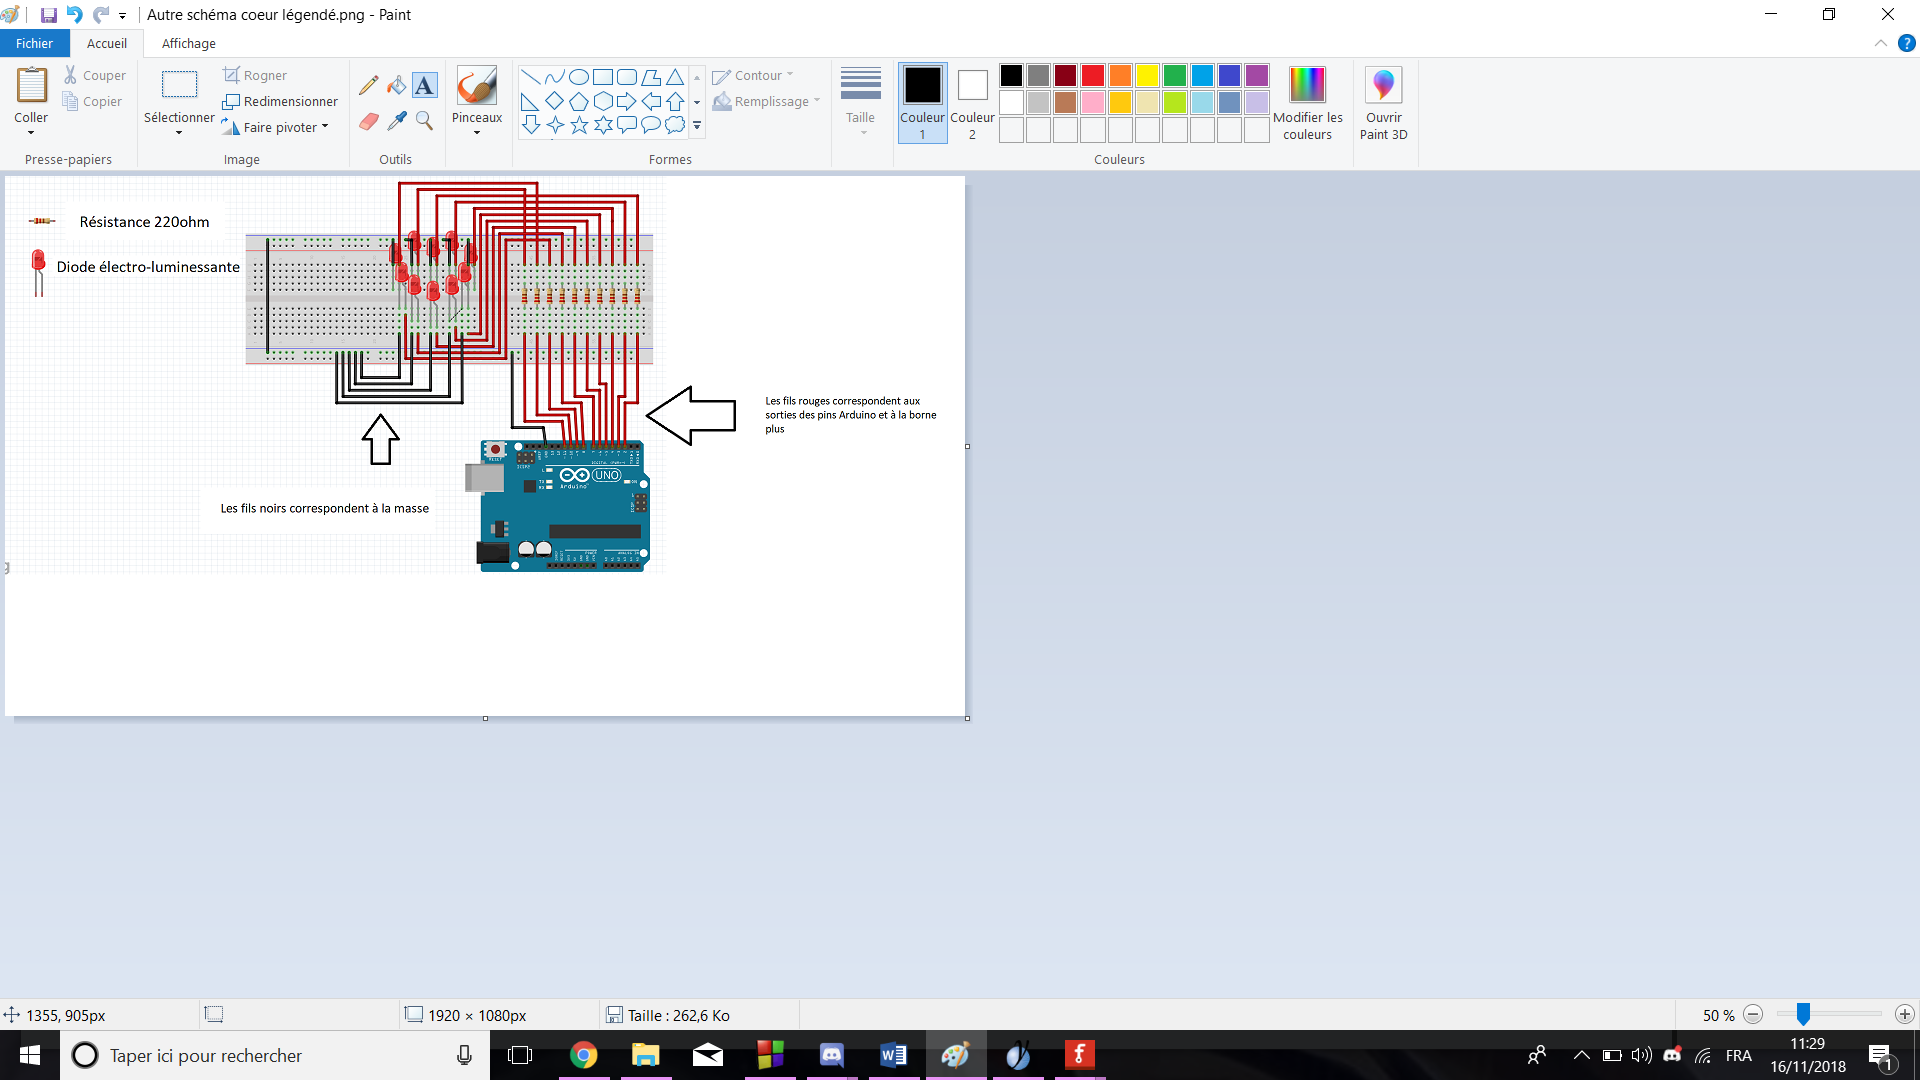 Autre schéma coeur légendé.png - Paint
Fichier
Accueil
Affichage
Coller
Couper
Copier
Presse-papiers
Sélectionner
Rogner
Redimensionner
Faire pivoter
Image
A
Outils
Pinceaux
Formes
Contour
Remplissage
Taille
Couleur
1
Couleur
2
Couleurs
Modifier les
couleurs
Ouvrir
Paint 3D
Résistance 220ohm
Diode électro-luminessante
Les fils rouges correspondent aux
sorties des pins Arduino et à la borne
plus
Les fils noirs correspondent à la masse
UNO
Arduino
1355, 905px
1920 × 1080px
Taille : 262,6 Ko
50 %
Taper ici pour rechercher
FRA
11:29
16/11/2018
1